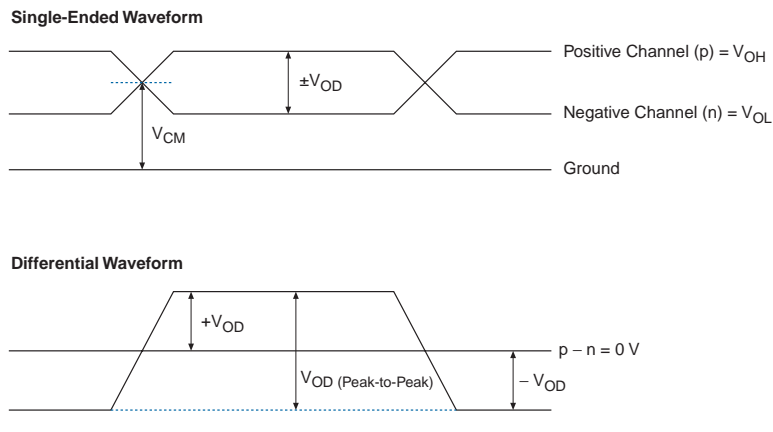 Single-Ended Waveform
Positive Channel (p) = VOH
±VOD
Negative Channel (n) = VOL
VCM
Ground
Differential Waveform
+VOD
p − n = 0 V
VOD (Peak-to-Peak)
− VOD